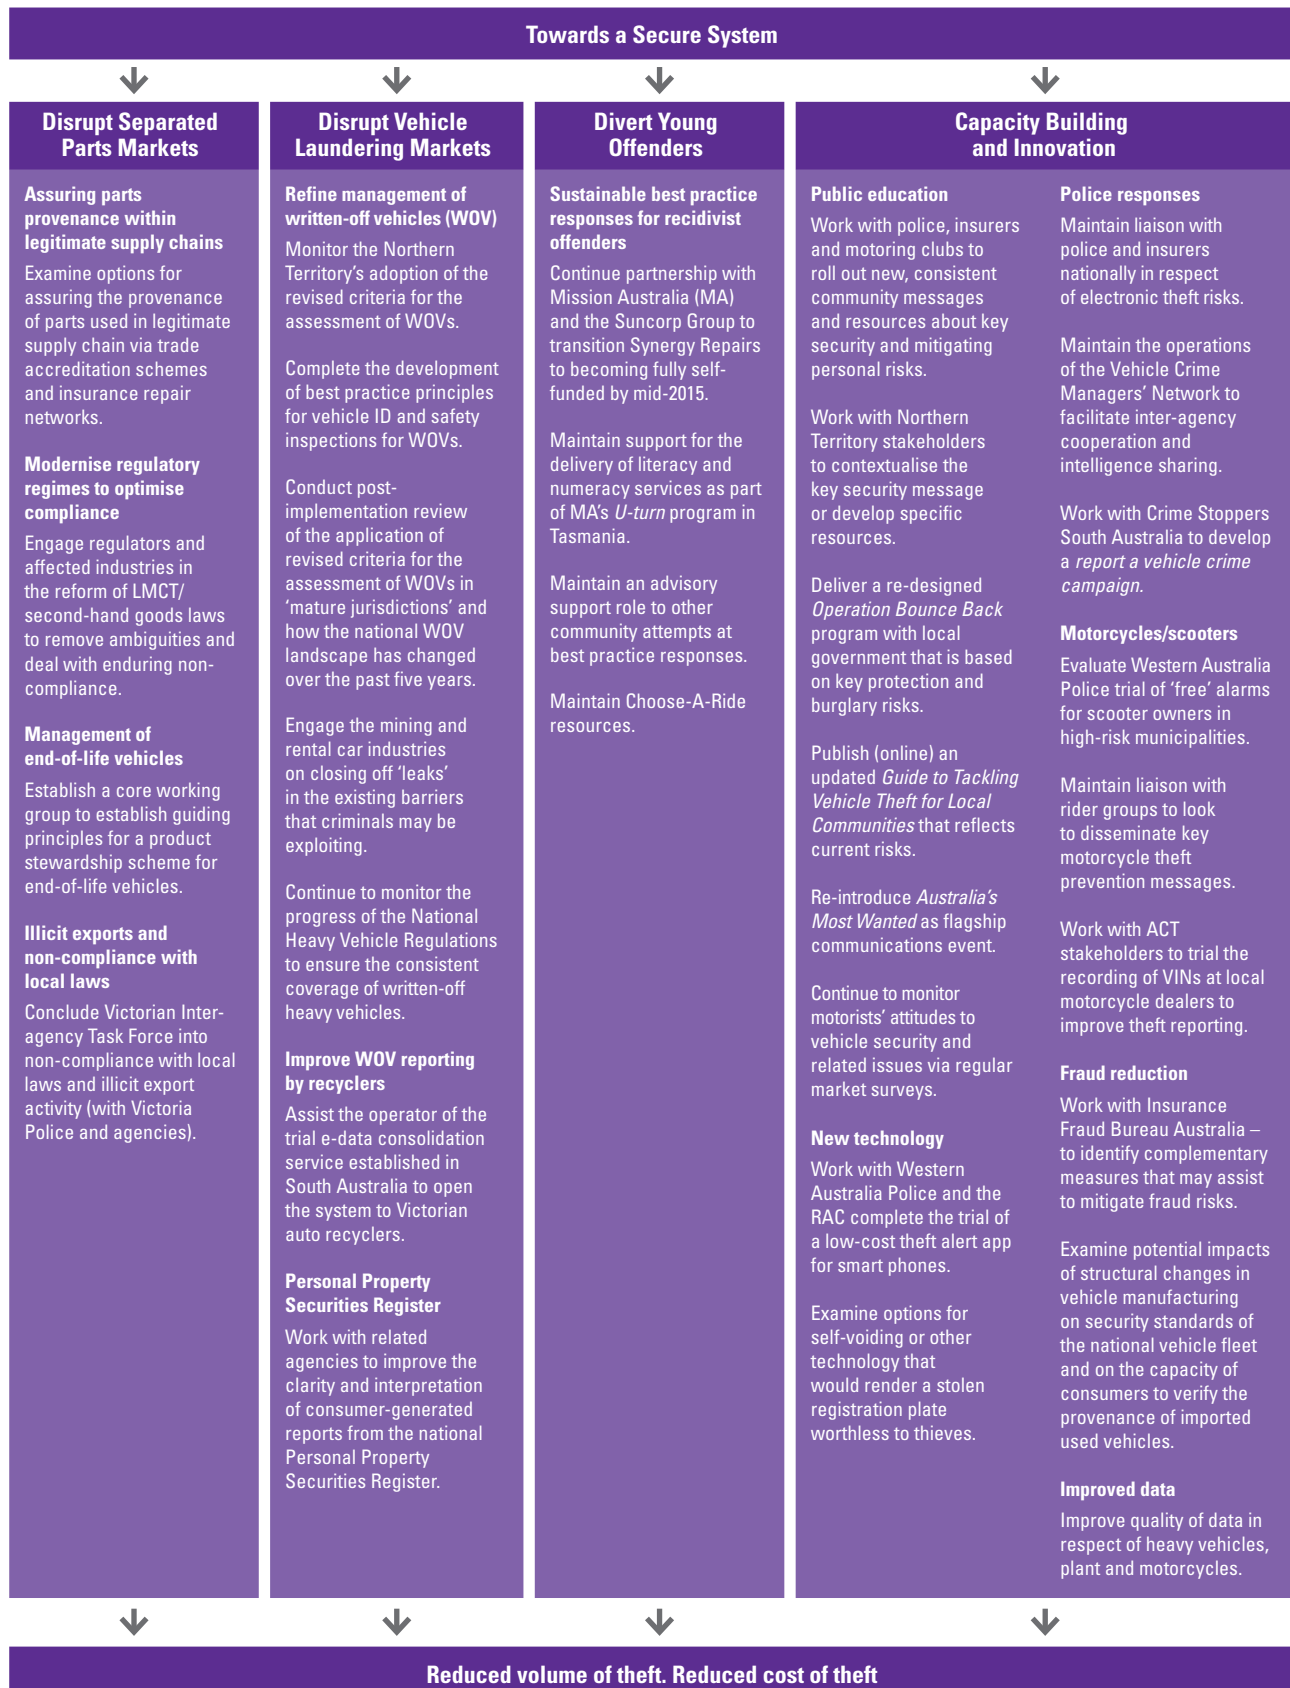 Towards a Secure System
Disrupt Separated
Parts Markets
Assuring parts
provenance within
legitimate supply chains
Examine options for
assuring the provenance
of parts used in legitimate
supply chain via trade
accreditation schemes
and insurance repair
networks.
Modernise regulatory
regimes to optimise
compliance
Engage regulators and
affected industries in
the reform of LMCT/
second-hand goods laws
to remove ambiguities and
deal with enduring non-
compliance.
Management of
end-of-life vehicles
Establish a core working
group to establish guiding
principles for a product
stewardship scheme for
end-of-life vehicles.
Illicit exports and
non-compliance with
local laws
Conclude Victorian Inter-
agency Task Force into
non-compliance with local
laws and illicit export
activity (with Victoria
Police and agencies).
Disrupt Vehicle
Laundering Markets
Refine management of
written-off vehicles (WOV)
Monitor the Northern
Territory's adoption of the
revised criteria for the
assessment of WOVs.
Complete the development
of best practice principles
for vehicle ID and safety
inspections for WOVs.
Conduct post-
implementation review
of the application of
revised criteria for the
assessment of WOVs in
'mature jurisdictions' and
how the national WOV
landscape has changed
over the past five years.
Engage the mining and
rental car industries
on closing off 'leaks'
in the existing barriers
that criminals may be
exploiting.
Continue to monitor the
progress of the National
Heavy Vehicle Regulations
to ensure the consistent
coverage of written-off
heavy vehicles.
Improve WOV reporting
by recyclers
Assist the operator of the
trial e-data consolidation
service established in
South Australia to open
the system to Victorian
auto recyclers.
Personal Property
Securities Register
Work with related
agencies to improve the
clarity and interpretation
of consumer-generated
reports from the national
Personal Property
Securities Register.
Divert Young
Offenders
Sustainable best practice
responses for recidivist
offenders
Continue partnership with
Mission Australia (MA)
and the Suncorp Group to
transition Synergy Repairs
to becoming fully self-
funded by mid-2015.
Maintain support for the
delivery of literacy and
numeracy services as part
of MA's U-turn program in
Tasmania.
Maintain an advisory
support role to other
community attempts at
best practice responses.
Maintain Choose-A-Ride
resources.
Capacity Building
and Innovation
Public education
Work with police, insurers
and motoring clubs to
roll out new, consistent
community messages
and resources about key
security and mitigating
personal risks.
Work with Northern
Territory stakeholders
to contextualise the
key security message
or develop specific
resources.
Deliver a re-designed
Operation Bounce Back
program with local
government that is based
on key protection and
burglary risks.
Publish (online) an
updated Guide to Tackling
Vehicle Theft for Local
Communities that reflects
current risks.
Re-introduce Australia's
Most Wanted as flagship
communications event.
Continue to monitor
motorists' attitudes to
vehicle security and
related issues via regular
market surveys.
New technology
Work with Western
Australia Police and the
RAC complete the trial of
a low-cost theft alert app
for smart phones.
Examine options for
self-voiding or other
technology that
would render a stolen
registration plate
worthless to thieves.
Police responses
Maintain liaison with
police and insurers
nationally in respect
of electronic theft risks.
Maintain the operations
of the Vehicle Crime
Managers' Network to
facilitate inter-agency
cooperation and
intelligence sharing.
Work with Crime Stoppers
South Australia to develop
a report a vehicle crime
campaign.
Motorcycles/scooters
Evaluate Western Australia
Police trial of 'free' alarms
for scooter owners in
high-risk municipalities.
Maintain liaison with
rider groups to look
to disseminate key
motorcycle theft
prevention messages.
Work with ACT
stakeholders to trial the
recording of VINs at local
motorcycle dealers to
improve theft reporting.
Fraud reduction
Work with Insurance
Fraud Bureau Australia –
to identify complementary
measures that may assist
to mitigate fraud risks.
Examine potential impacts
of structural changes in
vehicle manufacturing
on security standards of
the national vehicle fleet
and on the capacity of
consumers to verify the
provenance of imported
used vehicles.
Improved data
Improve quality of data in
respect of heavy vehicles,
plant and motorcycles.
Reduced volume of theft. Reduced cost of theft